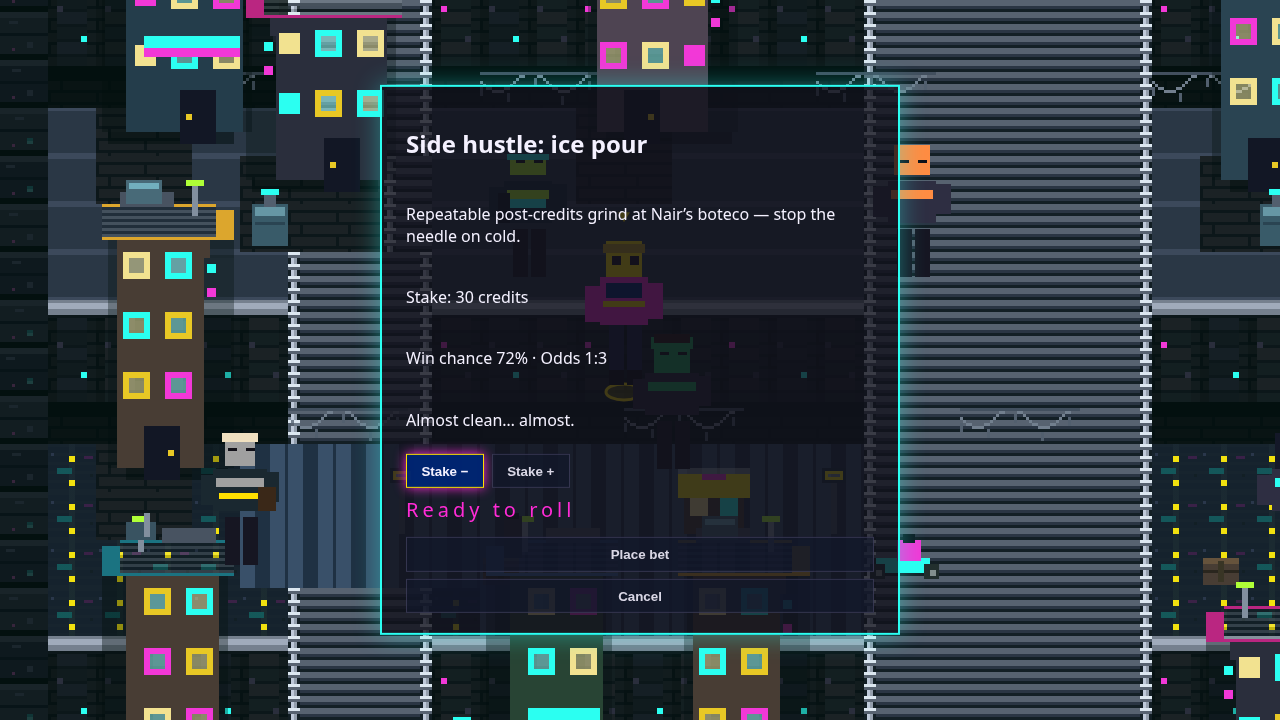 Side hustle: ice pour
Repeatable post-credits grind at Nair’s boteco — stop the
needle on cold.
Stake: 30 credits
Win chance 72% · Odds 1:3
Almost clean… almost.
Stake −
Stake +
Ready to roll
Place bet
Cancel